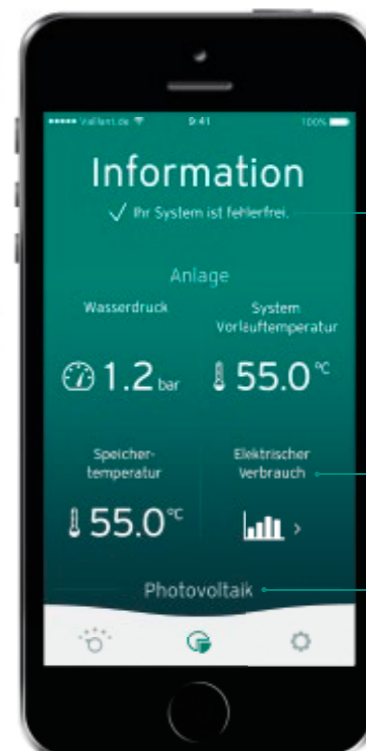 vaillant.de 9:41 100%
Information
Ihr System ist fehlerfrei.
Anlage
Wasserdruck
System
Vorlauftemperatur
1.2 bar
55.0 °C
Speicher-
temperatur
Elektrischer
Verbrauch
55.0 °C
>
Photovoltaik